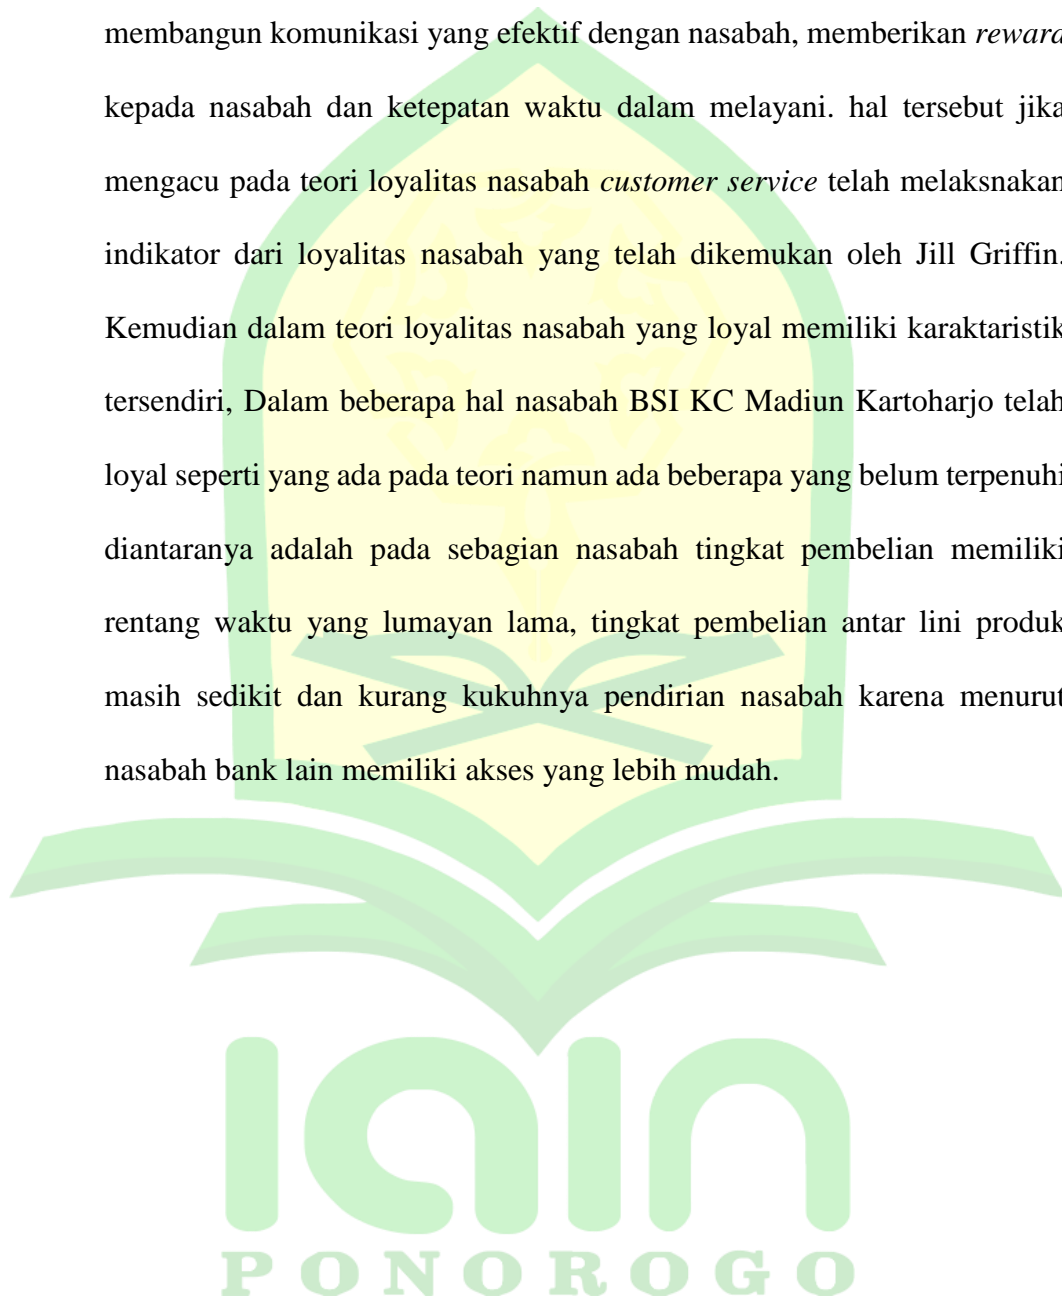 membangun komunikasi yang efektif dengan nasabah, memberikan reward
kepada nasabah dan ketepatan waktu dalam melayani. hal tersebut jika
mengacu pada teori loyalitas nasabah customer service telah melaksnakan
indikator dari loyalitas nasabah yang telah dikemukan oleh Jill Griffin.
Kemudian dalam teori loyalitas nasabah yang loyal memiliki karaktaristik
tersendiri, Dalam beberapa hal nasabah BSI KC Madiun Kartoharjo telah
loyal seperti yang ada pada teori namun ada beberapa yang belum terpenuhi
diantaranya adalah pada sebagian nasabah tingkat pembelian memiliki
rentang waktu yang lumayan lama, tingkat pembelian antar lini produk
masih sedikit dan kurang kukuhnya pendirian nasabah karena menurut
nasabah bank lain memiliki akses yang lebih mudah.
iain
PONOROGO